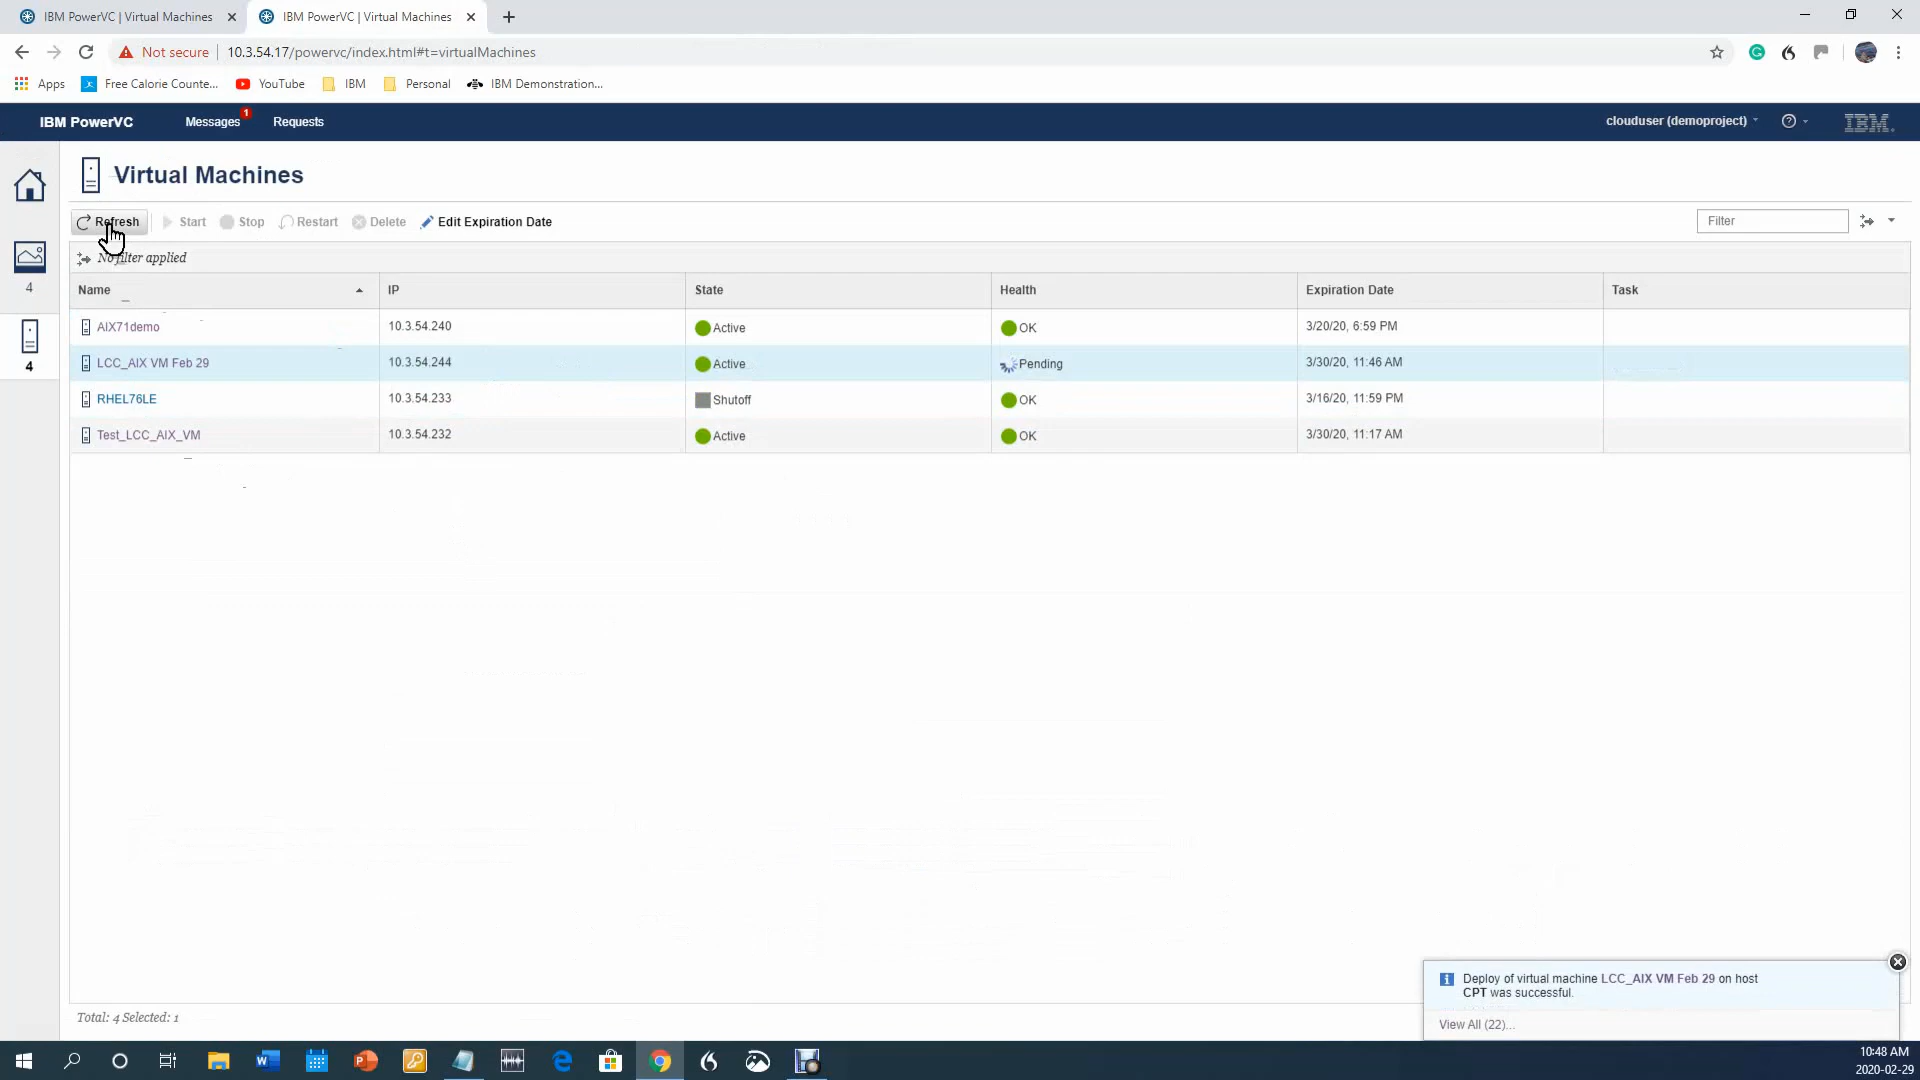 IBM PowerVC | Virtual Machines
IBM PowerVC | Virtual Machines
Not secure
10.3.54.17/powervc/index.html#t=virtualMachines
Apps
Free Calorie Counte...
YouTube
IBM
Personal
IBM Demonstration...
IBM PowerVC
Messages 1
Requests
clouduser (demoproject)
IBM.
Virtual Machines
Refresh
Start
Stop
Restart
Delete
Edit Expiration Date
Filter
No filter applied
Name IP State Health Expiration Date Task
AIX71demo 10.3.54.240 Active OK 3/20/20, 6:59 PM
LCC_AIX VM Feb 29 10.3.54.244 Active Pending 3/30/20, 11:46 AM
RHEL76LE 10.3.54.233 Shutoff OK 3/16/20, 11:59 PM
Test_LCC_AIX_VM 10.3.54.232 Active OK 3/30/20, 11:17 AM
4
4
Deploy of virtual machine LCC_AIX VM Feb 29 on host
CPT was successful.
View All (22)...
Total: 4 Selected: 1
10:48 AM
2020-02-29